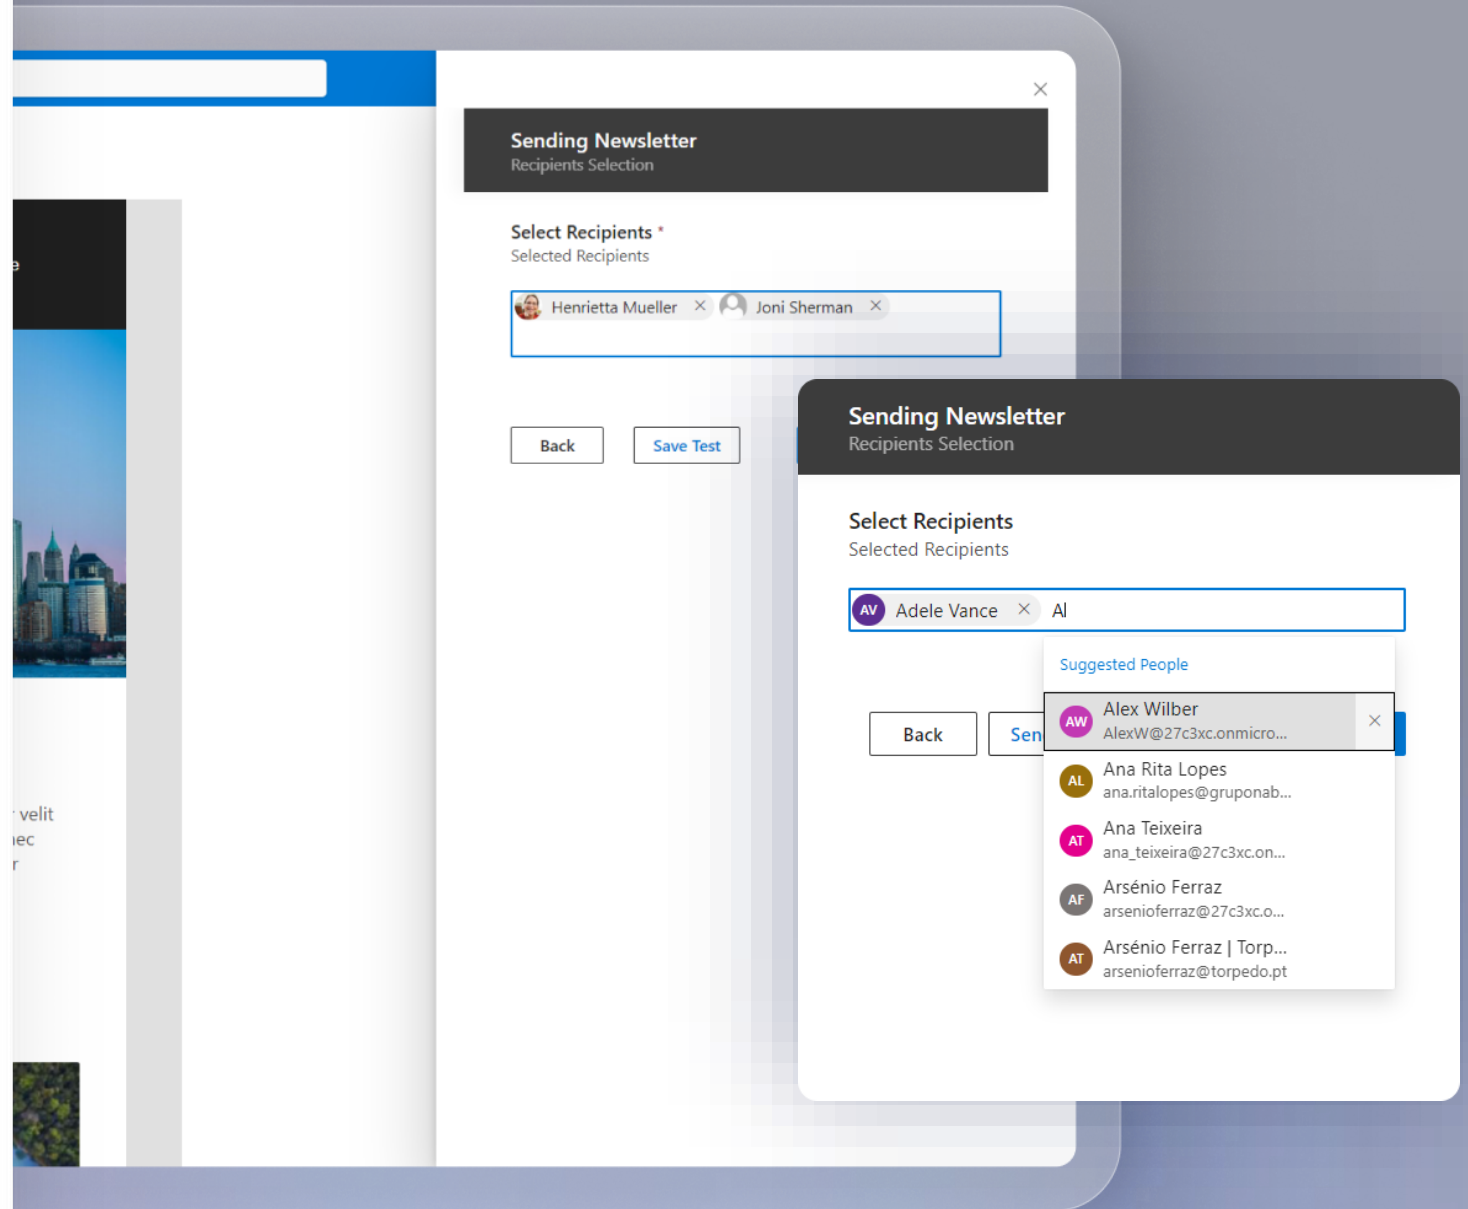 Sending Newsletter
Recipients Selection
Select Recipients *
Selected Recipients
Henrietta Mueller
Joni Sherman
Back
Save Test
velit
Sending Newsletter
Recipients Selection
Select Recipients
Selected Recipients
AV Adele Vance Al
Suggested People
Back
AW Alex Wilber
AlexW@27c3xc.onmicro...
AL Ana Rita Lopes
ana.ritalopes@gruponab...
AT Ana Teixeira
ana_teixeira@27c3xc.on...
AF Arsénio Ferraz
arsenioferraz@27c3xc.o...
AT Arsénio Ferraz | Torp...
arsenioferraz@torpedo.pt